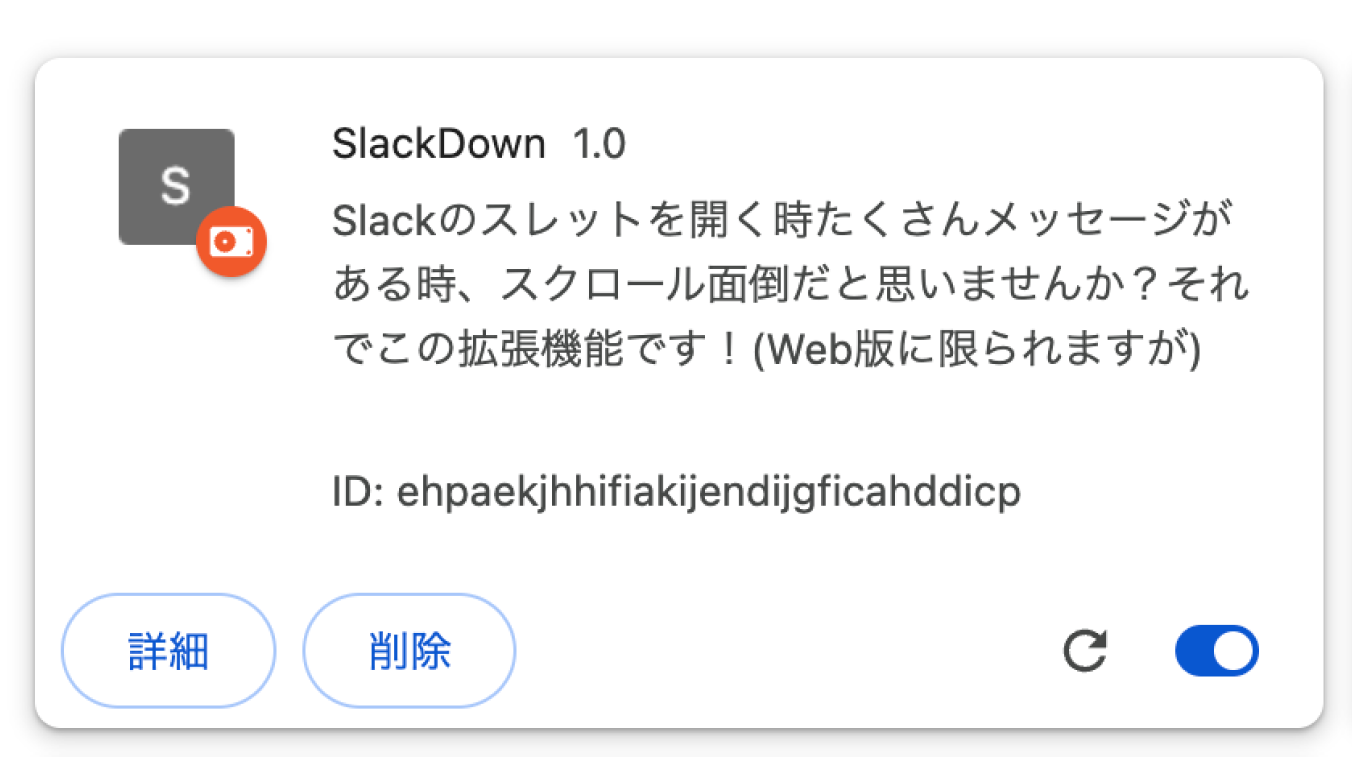 S
SlackDown 1.0
Slackのスレットを開く時たくさんメッセージが
ある時、スクロール面倒だと思いませんか？それ
でこの拡張機能です！(Web版に限られますが)
ID: ehpaekjhhifiakijendijgficahddicp
詳細 削除